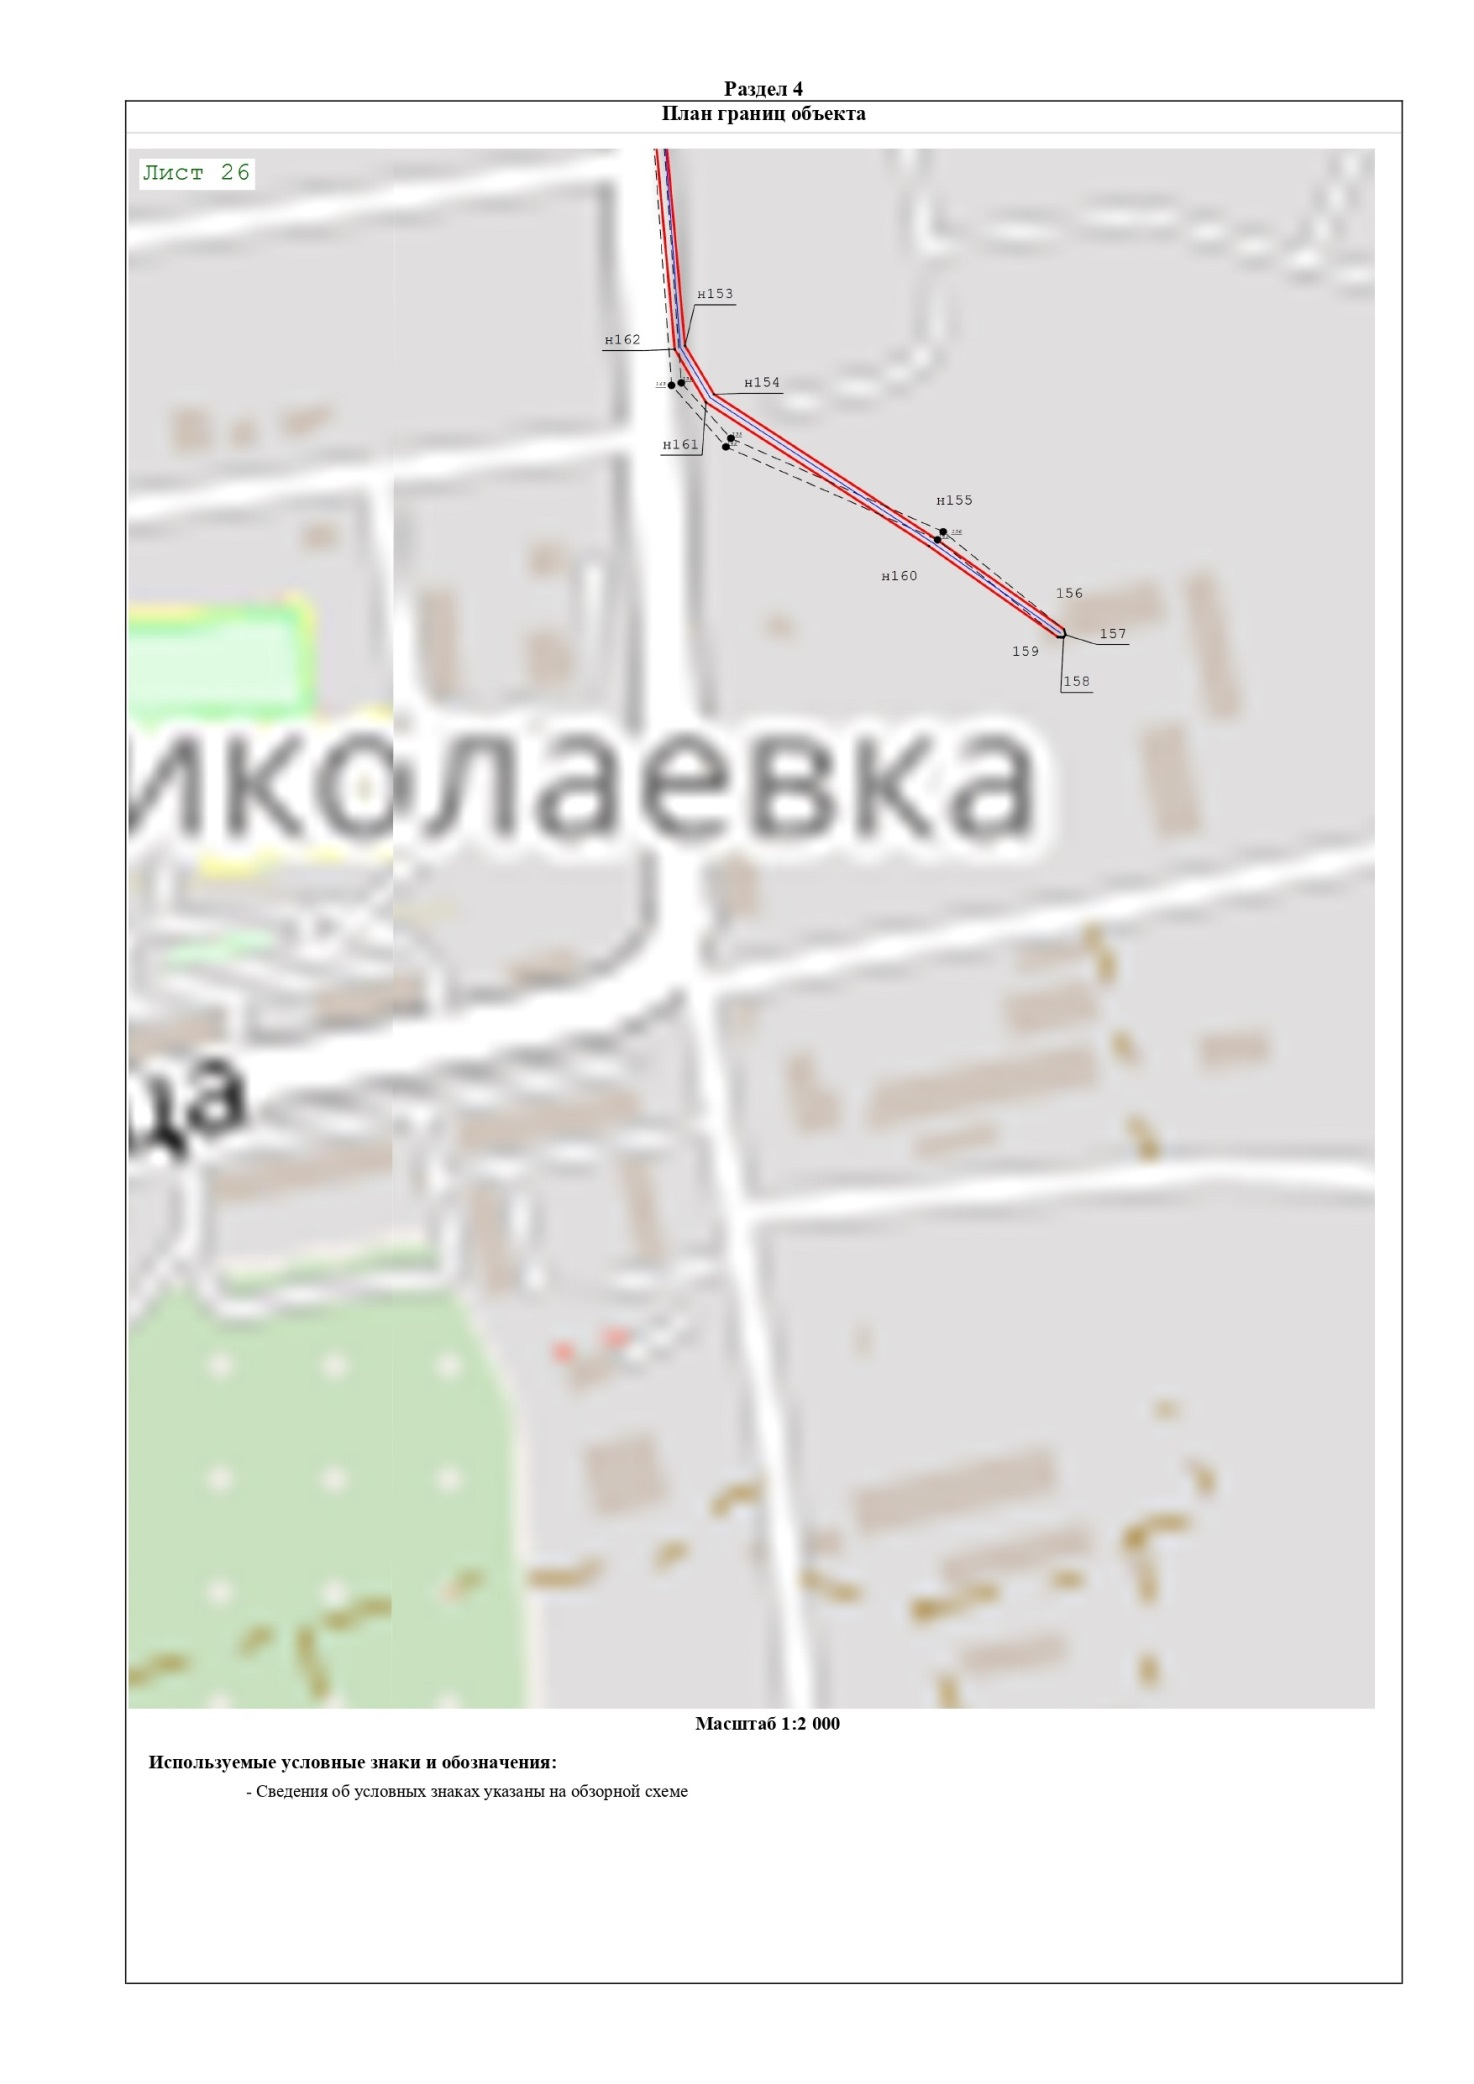 Раздел 4
План границ объекта
Лист 26
н153
н162
н154
н161
н155
н160
156
157
159
158
иколаевка
ца
Масштаб 1:2 000
Используемые условные знаки и обозначения:
- Сведения об условных знаках указаны на обзорной схеме